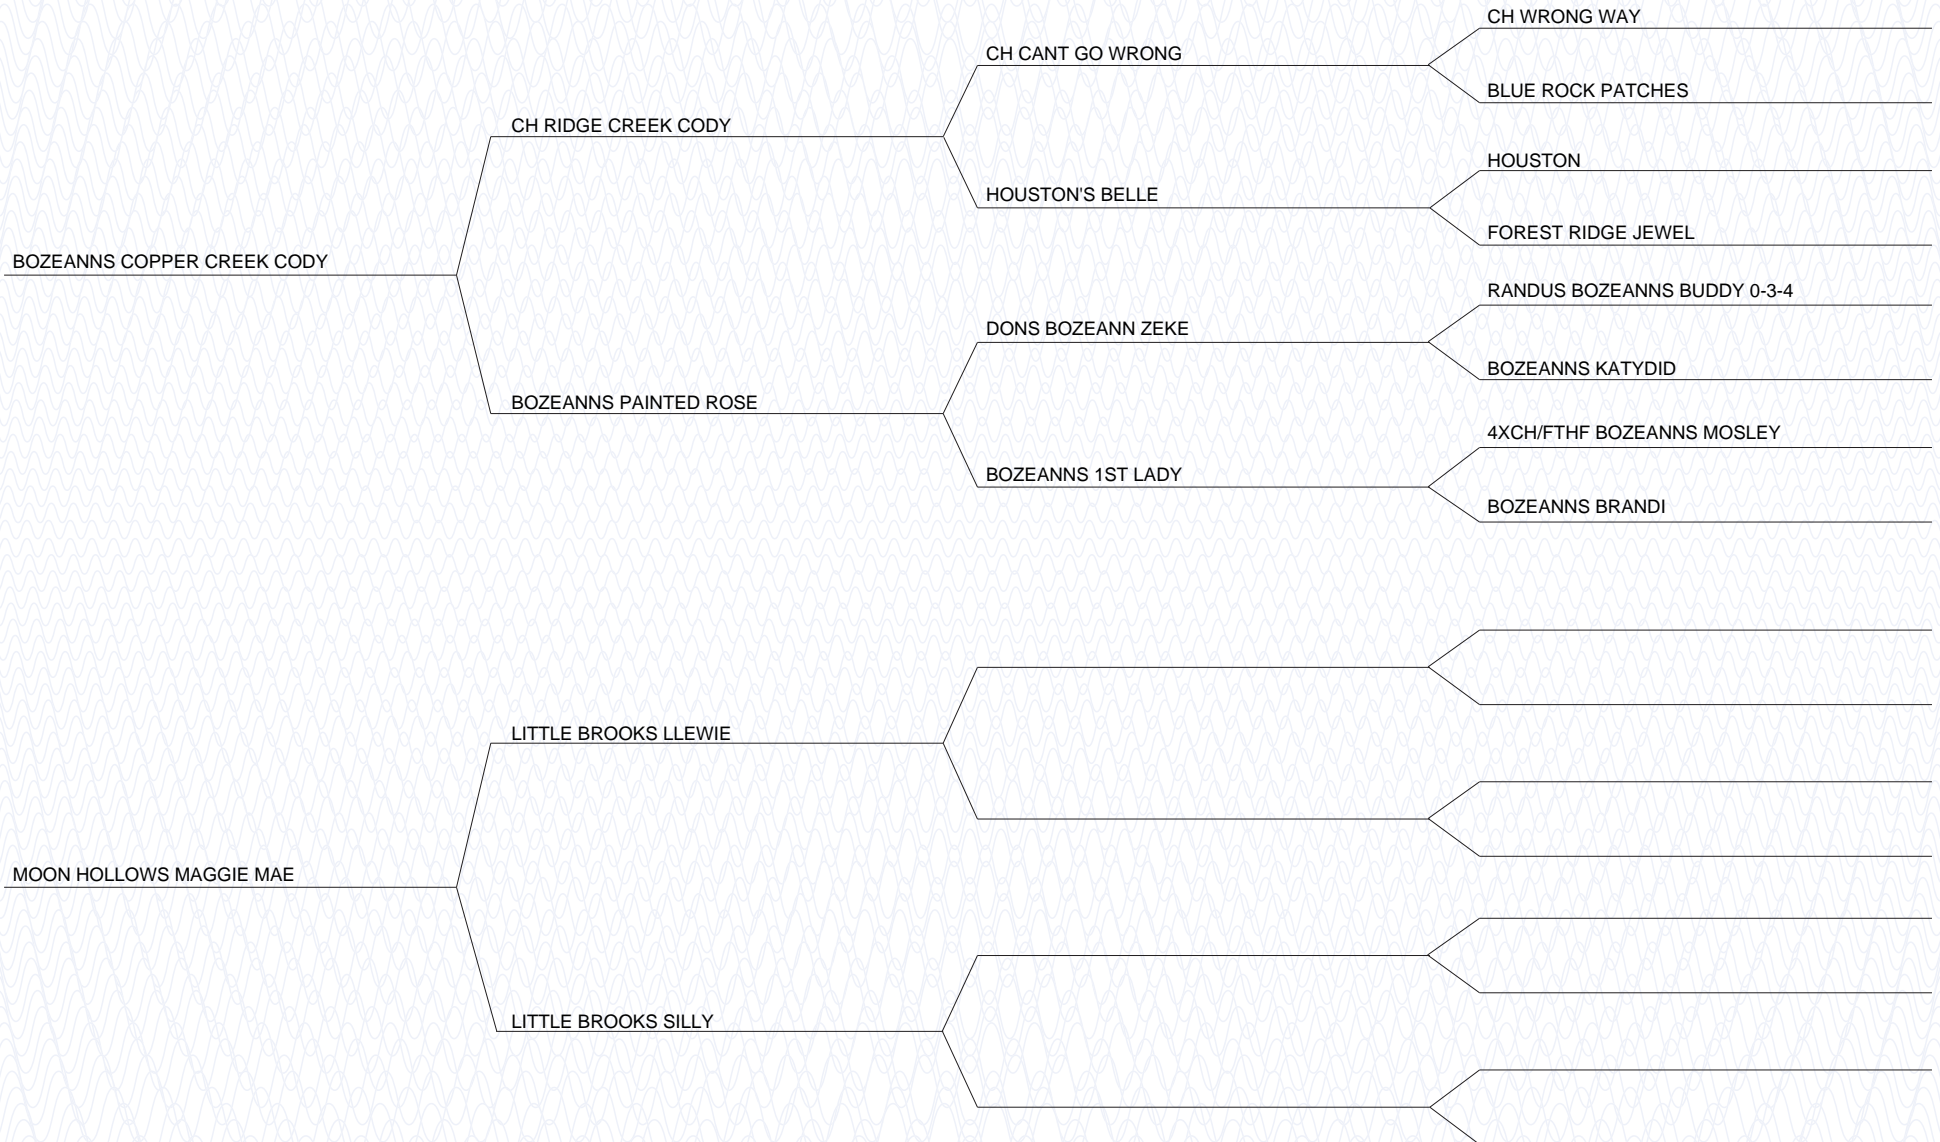 CH WRONG WAY
CH CANT GO WRONG
BLUE ROCK PATCHES
CH RIDGE CREEK CODY
HOUSTON
HOUSTON'S BELLE
FOREST RIDGE JEWEL
BOZEANNS COPPER CREEK CODY
RANDUS BOZEANNS BUDDY 0-3-4
DONS BOZEANN ZEKE
BOZEANNS KATYDID
BOZEANNS PAINTED ROSE
4XCH/FTHF BOZEANNS MOSLEY
BOZEANNS 1ST LADY
BOZEANNS BRANDI
LITTLE BROOKS LLEWIE
MOON HOLLOWS MAGGIE MAE
LITTLE BROOKS SILLY